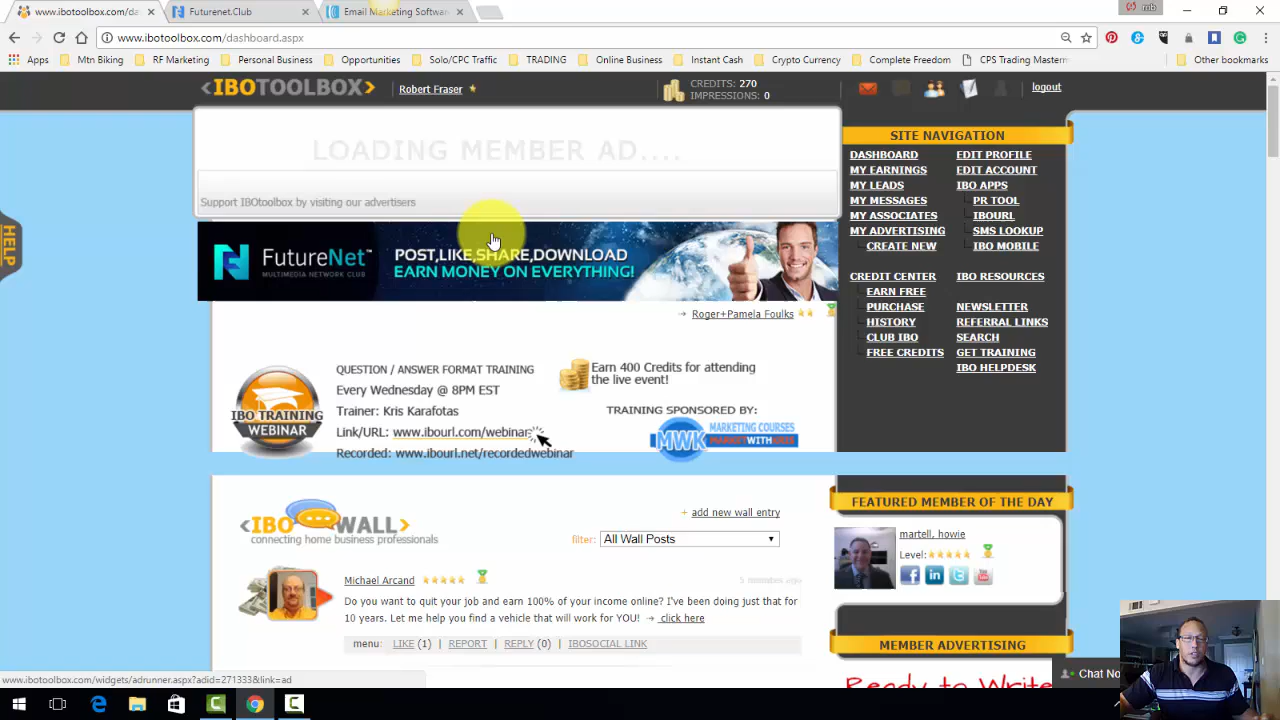 www.ibotoolbox.com/da
Futurenet.Club
Email Marketing Softwar
rob
www.ibotoolbox.com/dashboard.aspx
Apps
Mtn Biking
RF Marketing
Personal Business
Opportunities
Solo/CPC Traffic
TRADING
Online Business
Instant Cash
Crypto Currency
Complete Freedom
CPS Trading Mastern
Other bookmarks
<IBOTOOLBOX>
Robert Fraser
CREDITS: 270
IMPRESSIONS: 0
logout
LOADING MEMBER AD....
Support IBOtoolbox by visiting our advertisers
SITE NAVIGATION
DASHBOARD
EDIT PROFILE
MY EARNINGS
EDIT ACCOUNT
MY LEADS
IBO APPS
MY MESSAGES
PR TOOL
MY ASSOCIATES
IBOURL
MY ADVERTISING
SMS LOOKUP
CREATE NEW
IBO MOBILE
CREDIT CENTER
IBO RESOURCES
EARN FREE
PURCHASE
NEWSLETTER
HISTORY
REFERRAL LINKS
CLUB IBO
SEARCH
FREE CREDITS
GET TRAINING
IBO HELPDESK
HELP
FutureNet™
MULTIMEDIA NETWORK CLUB
POST,LIKE,SHARE,DOWNLOAD
EARN MONEY ON EVERYTHING!
Roger+Pamela Foulks
IBO TRAINING
WEBINAR
QUESTION / ANSWER FORMAT TRAINING
Every Wednesday @ 8PM EST
Trainer: Kris Karafotas
Link/URL: www.ibourl.com/webinar
Recorded: www.ibourl.net/recordedwebinar
Earn 400 Credits for attending
the live event!
TRAINING SPONSORED BY:
MWK
MARKETING COURSES
MARKETWITHKRIS
<IBO WALL>
connecting home business professionals
+ add new wall entry
filter: All Wall Posts
FEATURED MEMBER OF THE DAY
martell, howie
Level:
Michael Arcand
5 minutes ago
Do you want to quit your job and earn 100% of your income online? I've been doing just that for
10 years. Let me help you find a vehicle that will work for YOU! → click here
menu: LIKE (1) | REPORT | REPLY (0) | IBOSOCIAL LINK
MEMBER ADVERTISING
Ready to Write
Chat No
www.ibotoolbox.com/widgets/adrunner.aspx?adid=271333&link=ad